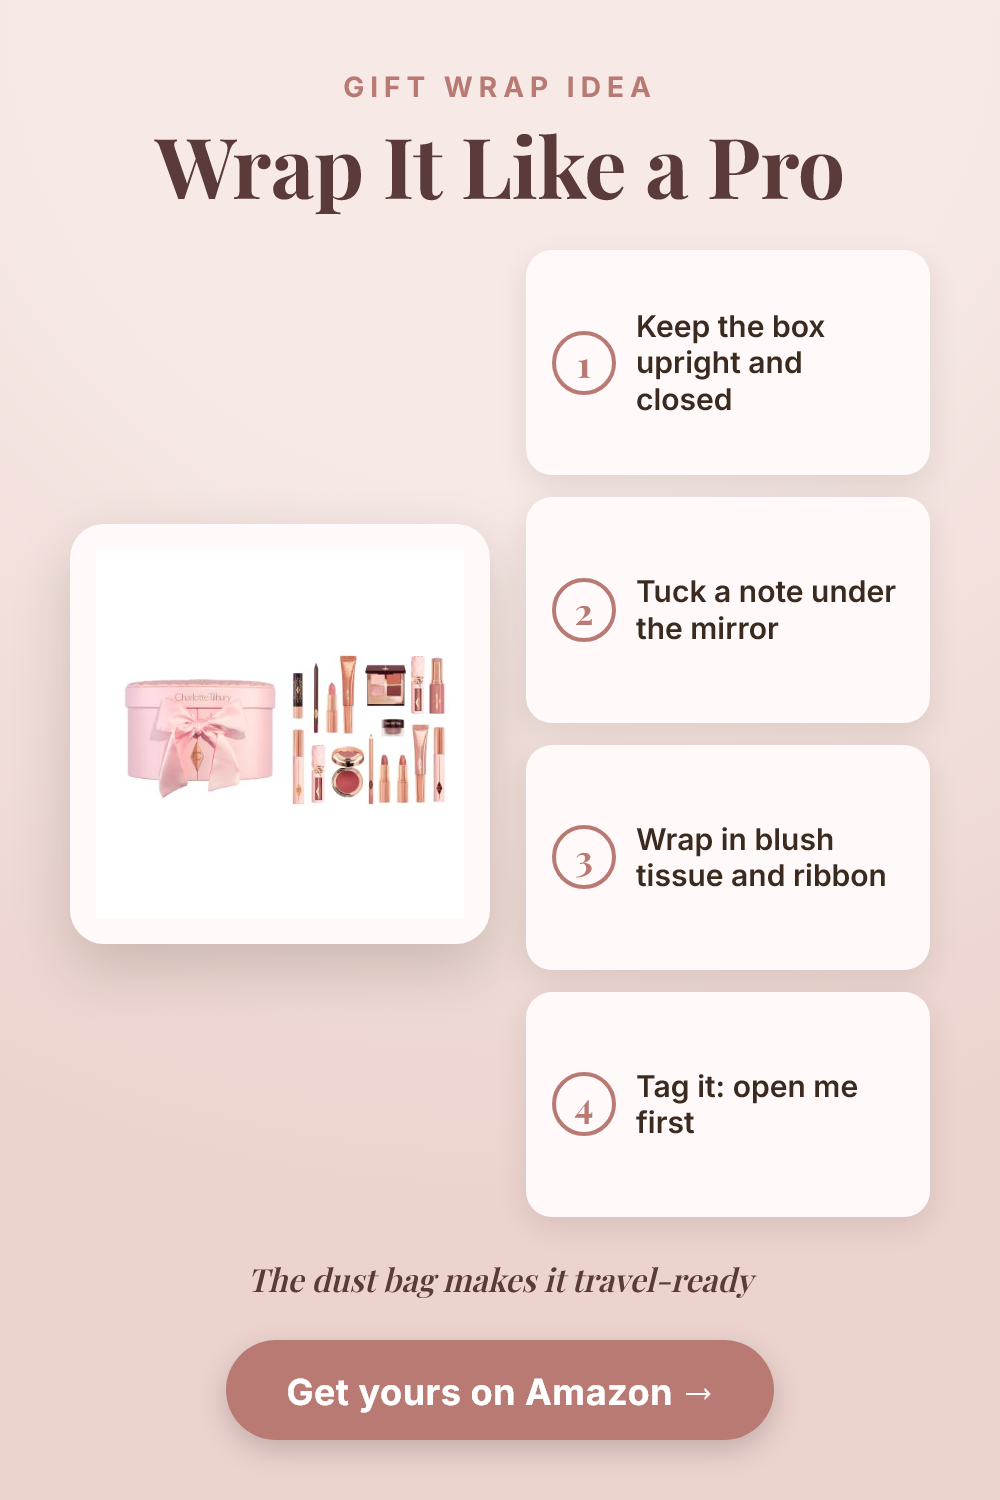 GIFT WRAP IDEA
Wrap It Like a Pro
Charlotte Tilbury
1
Keep the box
upright and
closed
2
Tuck a note under
the mirror
3
Wrap in blush
tissue and ribbon
4
Tag it: open me
first
The dust bag makes it travel-ready
Get yours on Amazon →